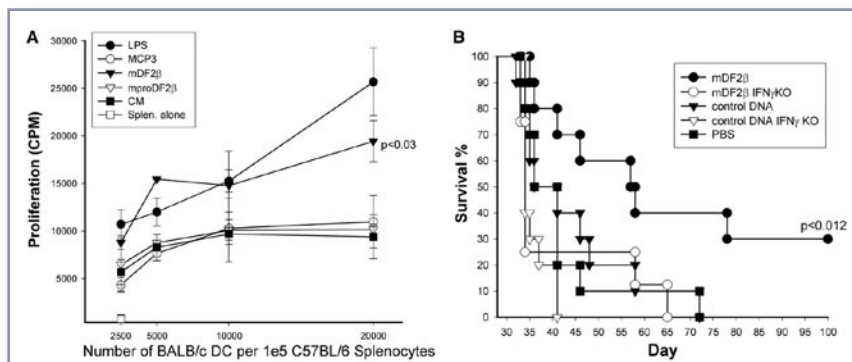 A
LPS
MCP3
mDF2β
mproDF2β
CM
Splen. alone
30000
25000
20000
15000
10000
5000
p<0.03
Proliferation (CPM)
2500
5000
10000
20000
Number of BALB/c DC per 1e5 C57BL/6 Splenocytes
B
mDF2β
mDF2β IFNγKO
control DNA
control DNA IFNγ KO
PBS
100
90
80
70
60
50
40
30
20
10
0
p<0.012
Survival %
30 35 40 45 50 55 60 65 70 75 80 85 90 95 100
Day